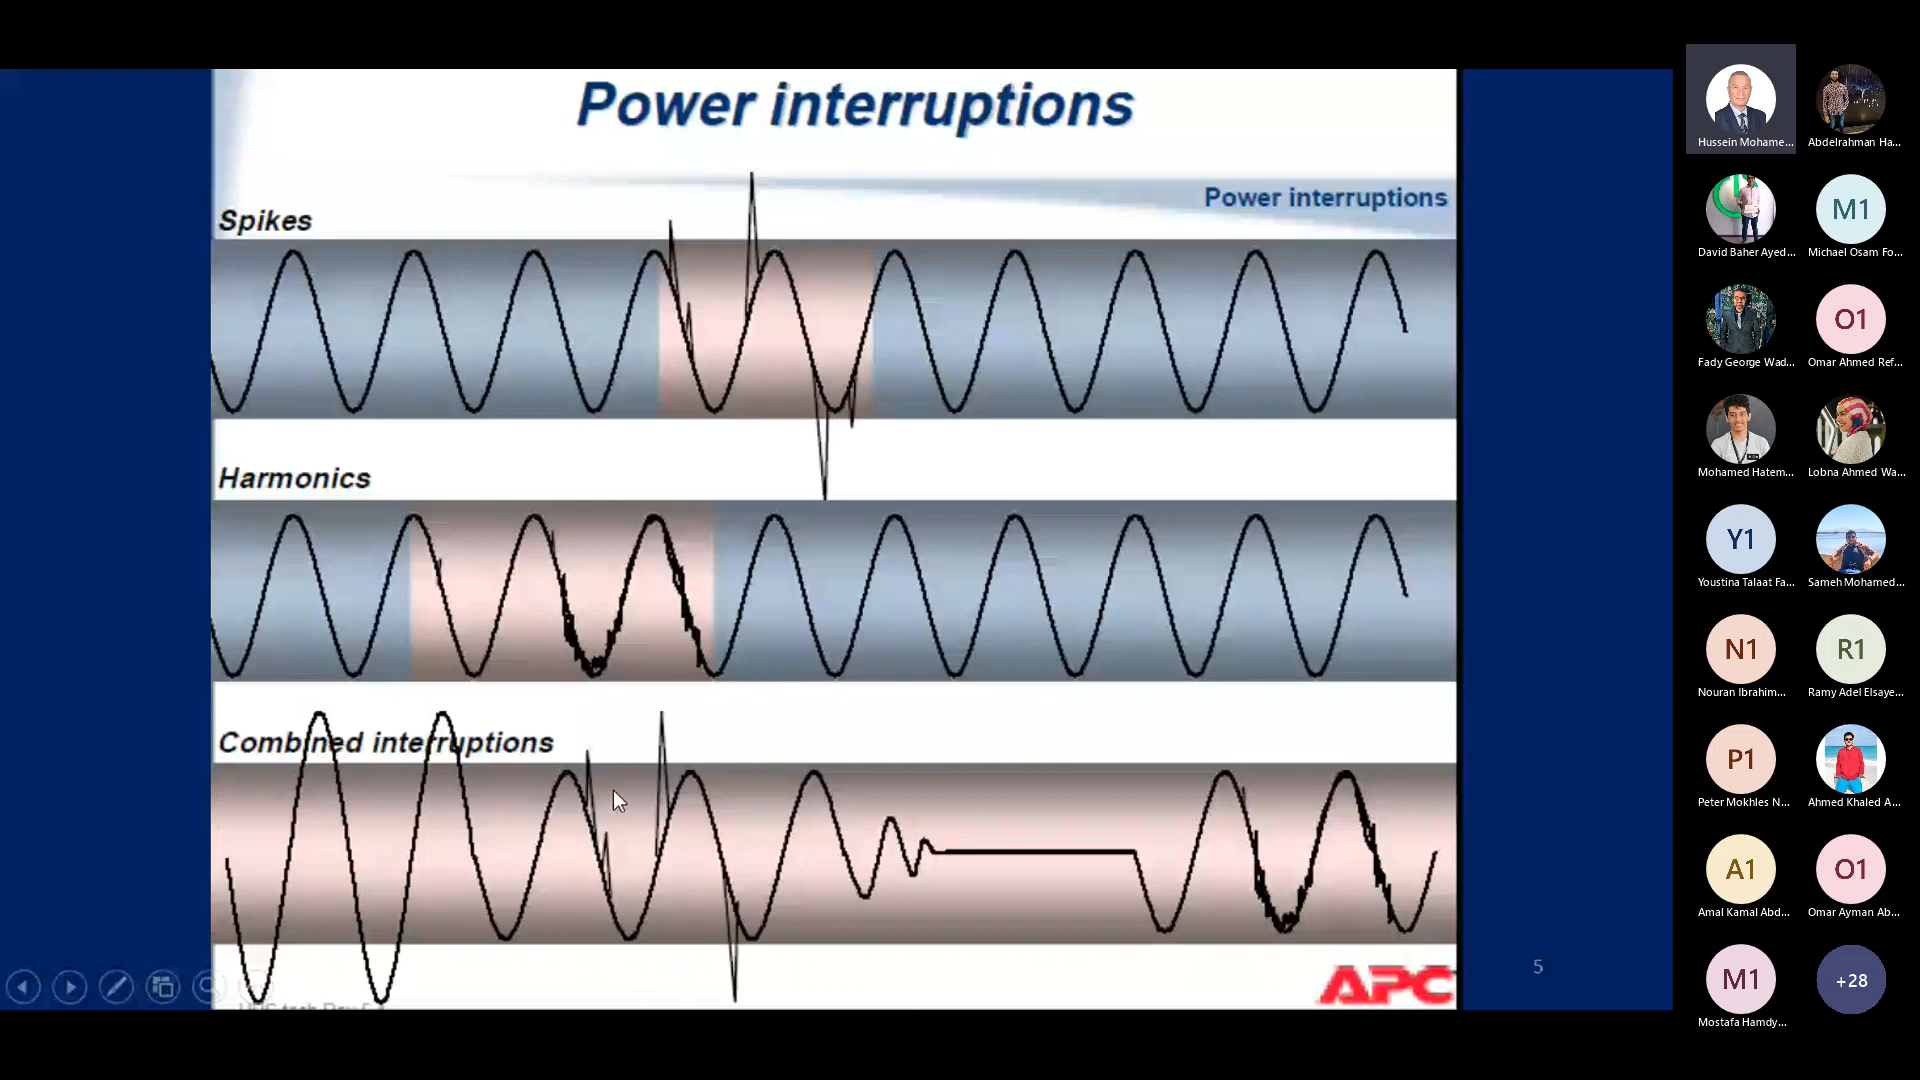 Power interruptions
Power interruptions
Spikes
Harmonics
Combined interruptions
APC
5
Hussein Mohame...
Abdelrahman Ha...
David Baher Ayed...
M1
Michael Osam Fo...
Fady George Wad...
O1
Omar Ahmed Ref...
Mohamed Hatem...
Lobna Ahmed Wa...
Y1
Youstina Talaat Fa...
Sameh Mohamed...
N1
Nouran Ibrahim...
R1
Ramy Adel Elsaye...
P1
Peter Mokhles N...
Ahmed Khaled A...
A1
Amal Kamal Abd...
O1
Omar Ayman Ab...
M1
Mostafa Hamdy...
+28